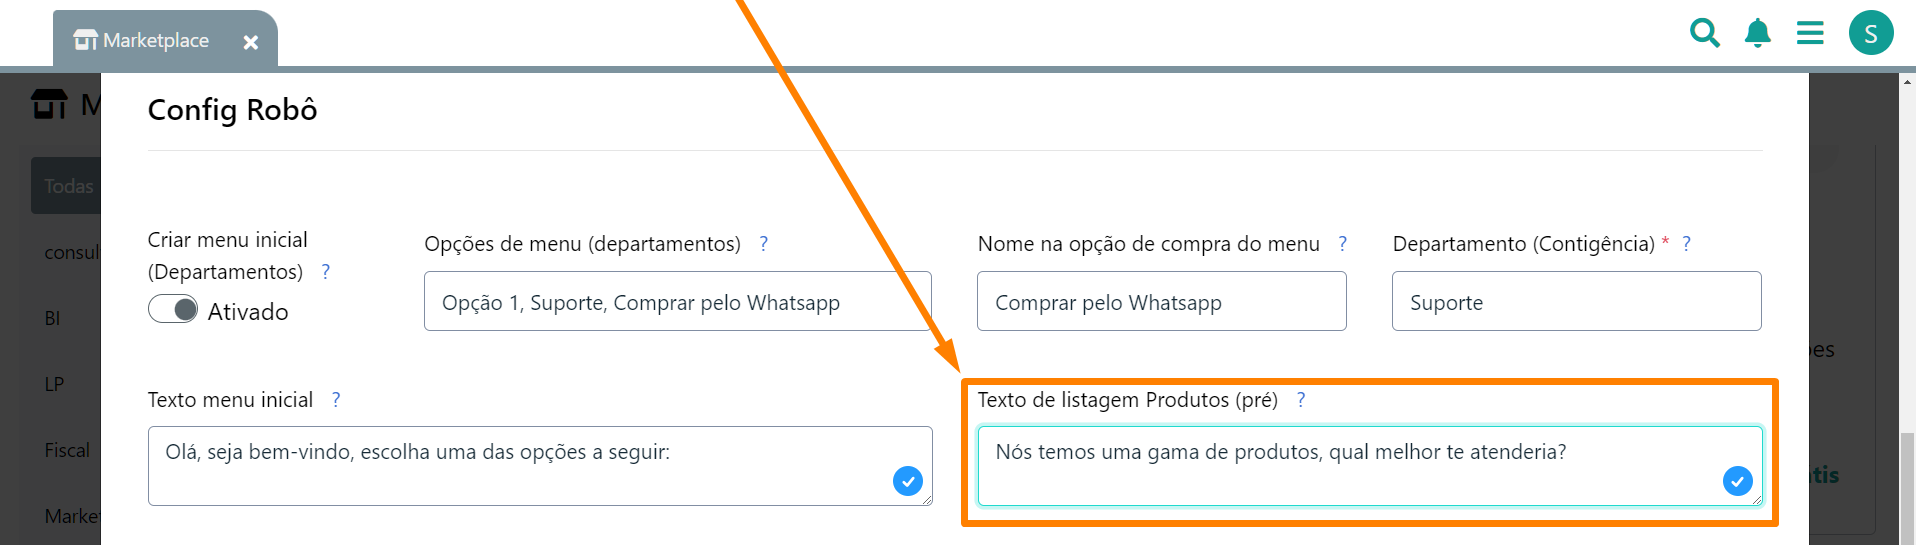 Marketplace
S
M
Config Robô
Todas
consul
BI
LP
Fiscal
Market
Criar menu inicial
(Departamentos) ?
Ativado
Opções de menu (departamentos) ?
Opção 1, Suporte, Comprar pelo Whatsapp
Nome na opção de compra do menu ?
Comprar pelo Whatsapp
Departamento (Contigência) * ?
Suporte
Texto menu inicial ?
Olá, seja bem-vindo, escolha uma das opções a seguir:
Texto de listagem Produtos (pré) ?
Nós temos uma gama de produtos, qual melhor te atenderia?
es
tis